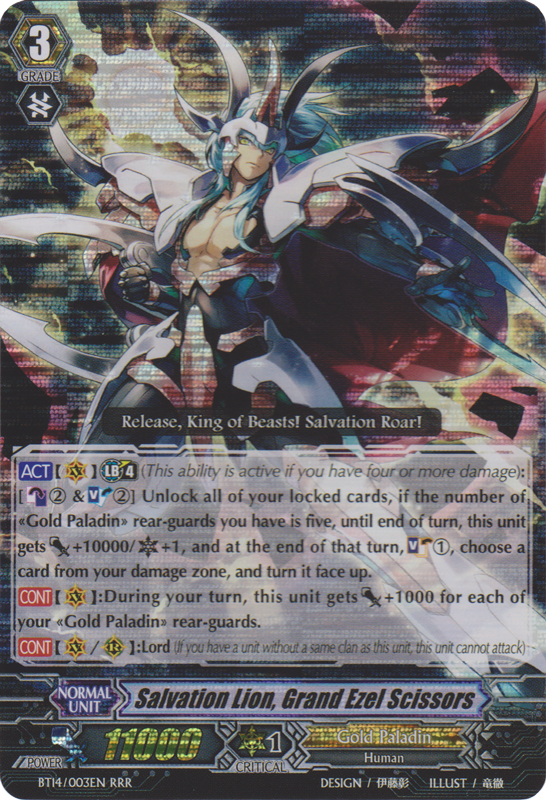 3
GRADE
Release, King of Beasts! Salvation Roar!
ACT [ ] LB 4 (This ability is active if you have four or more damage):
[ ② & V ②] Unlock all of your locked cards, if the number of
«Gold Paladin» rear-guards you have is five, until end of turn, this unit
gets +10000/ +1, and at the end of that turn, V ①, choose a
card from your damage zone, and turn it face up.
CONT [ ]:During your turn, this unit gets +1000 for each of
your «Gold Paladin» rear-guards.
CONT [ / R ]:Lord (If you have a unit without a same clan as this unit, this unit cannot attack)
NORMAL UNIT Salvation Lion, Grand Ezel Scissors
POWER 11000 CRITICAL 1 Gold Paladin
Human
BT14/003EN RRR DESIGN / 伊藤彰 ILLUST / 竜徹